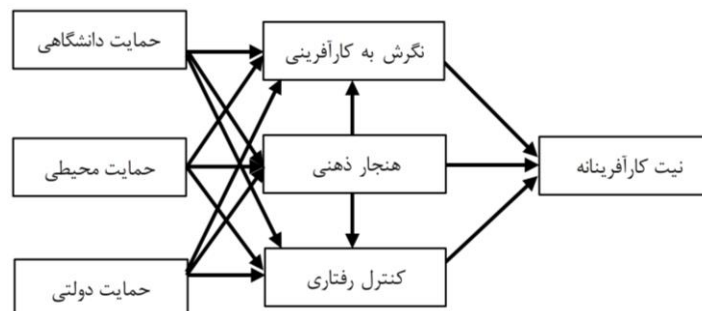 حمایت دانشگاهی
نگرش به کارآفرینی
حمایت محیطی
هنجار ذهنی
نیت کارآفرینانه
حمایت دولتی
کنترل رفتاری